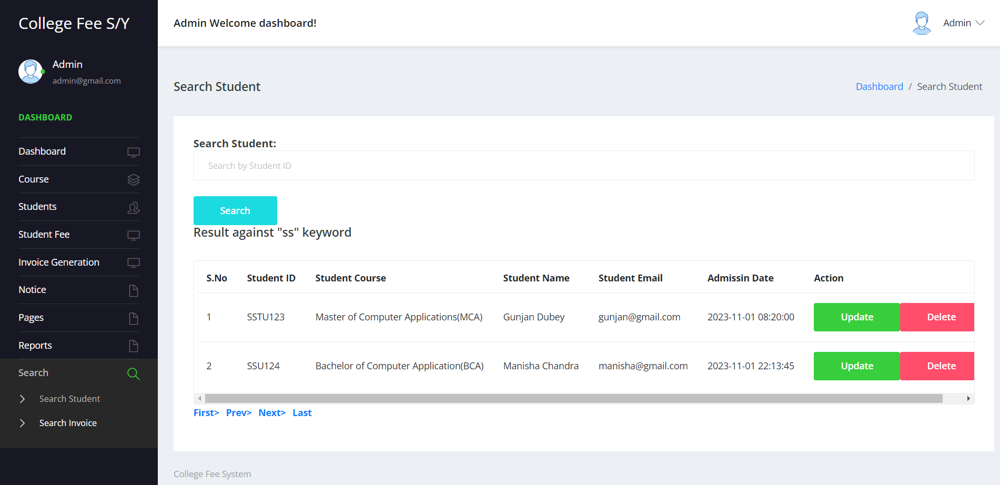 College Fee S/Y
Admin
admin@gmail.com
DASHBOARD
Dashboard
Course
Students
Student Fee
Invoice Generation
Notice
Pages
Reports
Search
Search Student
Search Invoice
Admin Welcome dashboard!
Admin
Search Student
Dashboard / Search Student
Search Student:
Search by Student ID
Search
Result against "ss" keyword
S.No Student ID Student Course Student Name Student Email Admissin Date Action
1 SSTU123 Master of Computer Applications(MCA) Gunjan Dubey gunjan@gmail.com 2023-11-01 08:20:00 Update Delete
2 SSU124 Bachelor of Computer Application(BCA) Manisha Chandra manisha@gmail.com 2023-11-01 22:13:45 Update Delete
First> Prev> Next> Last
College Fee System